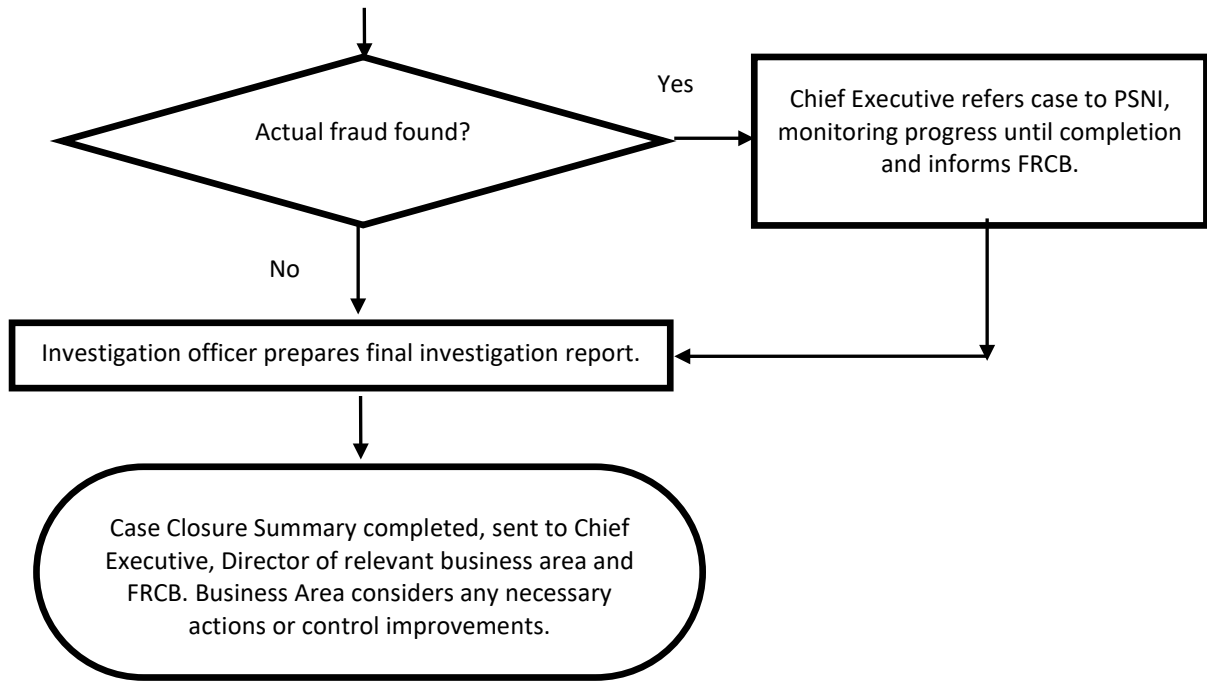 Actual fraud found?
Yes
Chief Executive refers case to PSNI,
monitoring progress until completion
and informs FRCB.
No
Investigation officer prepares final investigation report.
Case Closure Summary completed, sent to Chief
Executive, Director of relevant business area and
FRCB. Business Area considers any necessary
actions or control improvements.